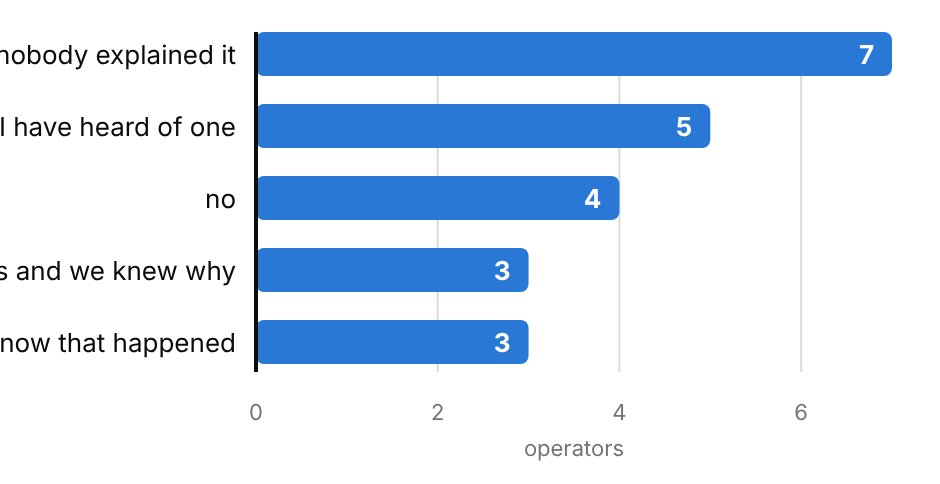 nobody explained it
7
I have heard of one
5
no
4
s and we knew why
3
now that happened
3
0 2 4 6
operators